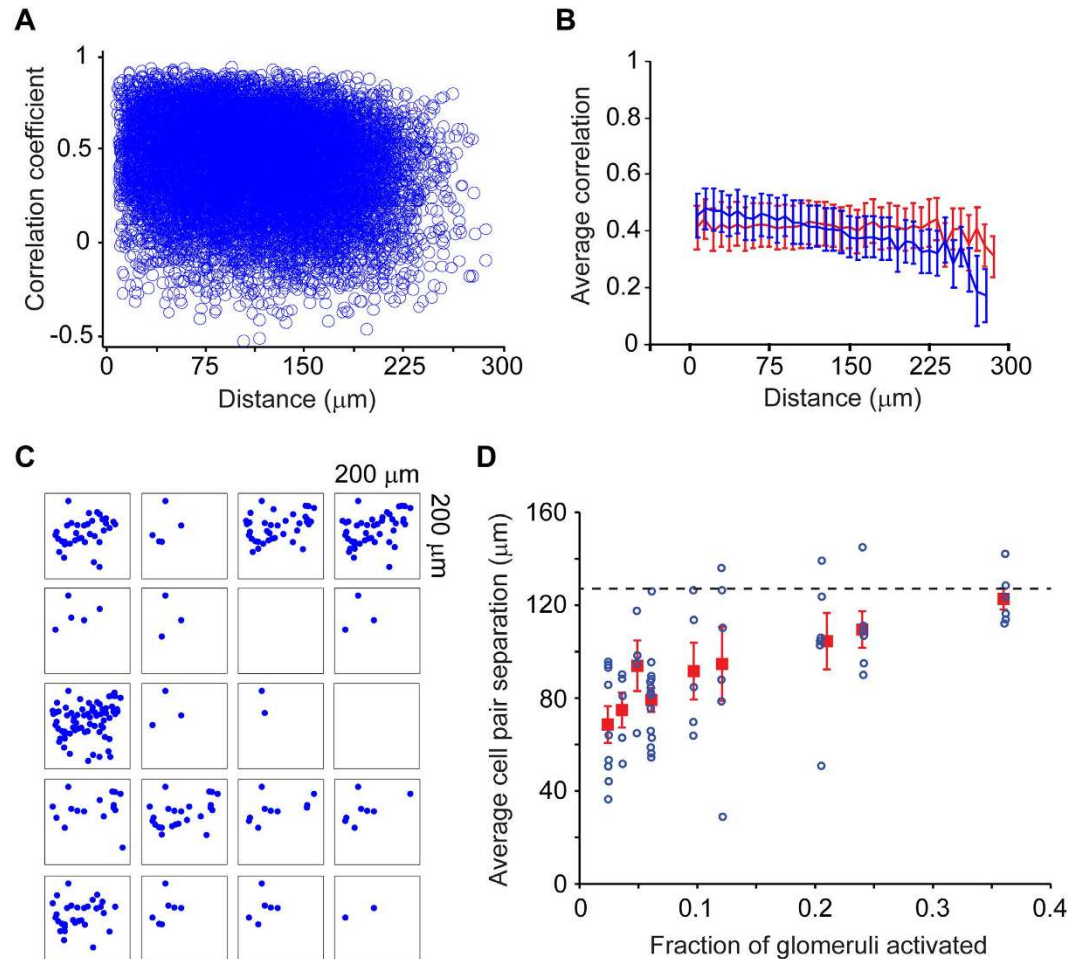 A
Correlation coefficient
1
0.5
0
-0.5
0 75 150 225 300
Distance (μm)
B
Average correlation
1
0.8
0.6
0.4
0.2
0
0 75 150 225 300
Distance (μm)
C
200 μm
200 μm
D
Average cell pair separation (μm)
160
120
80
40
0
0 0.1 0.2 0.3 0.4
Fraction of glomeruli activated